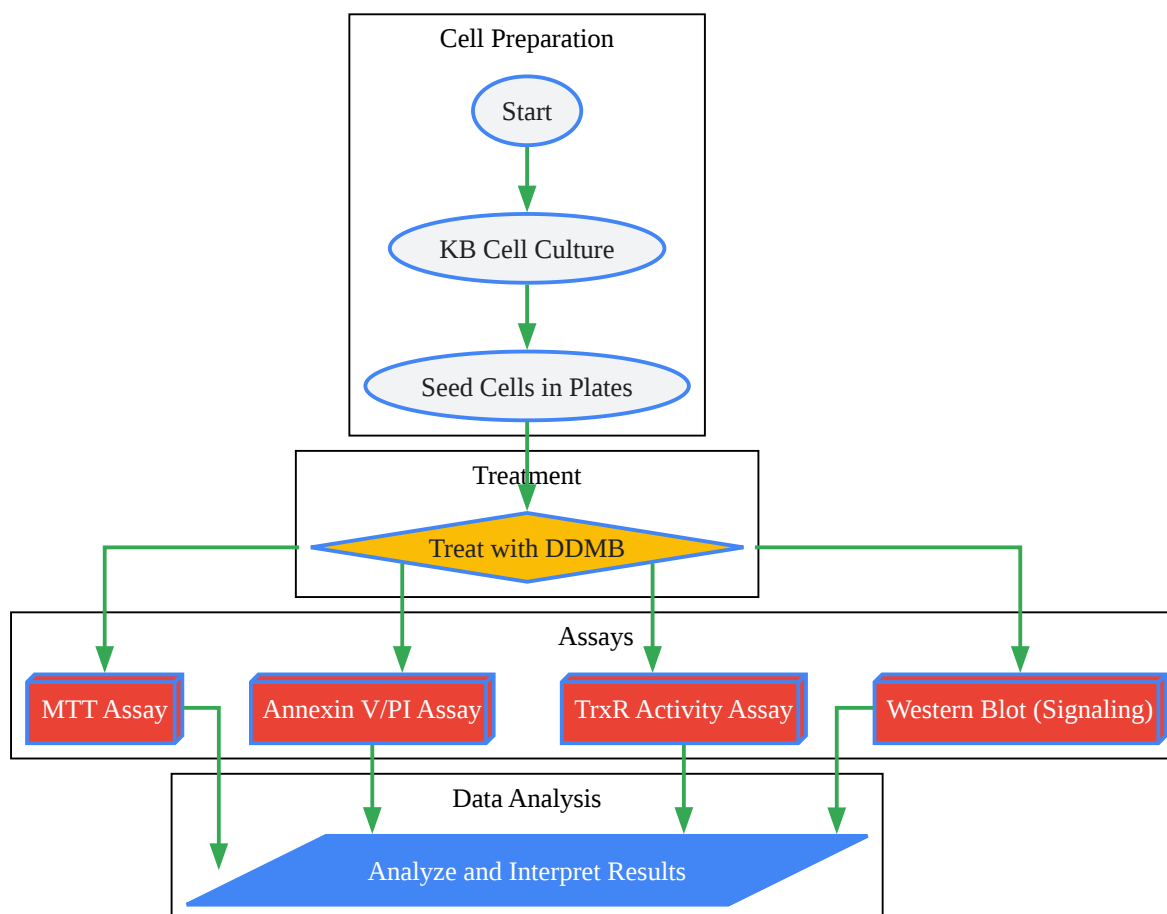 Cell Preparation
Start
KB Cell Culture
Seed Cells in Plates
Treatment
Treat with DDMB
Assays
MTT Assay
Annexin V/PI Assay
TrxR Activity Assay
Western Blot (Signaling)
Data Analysis
Analyze and Interpret Results